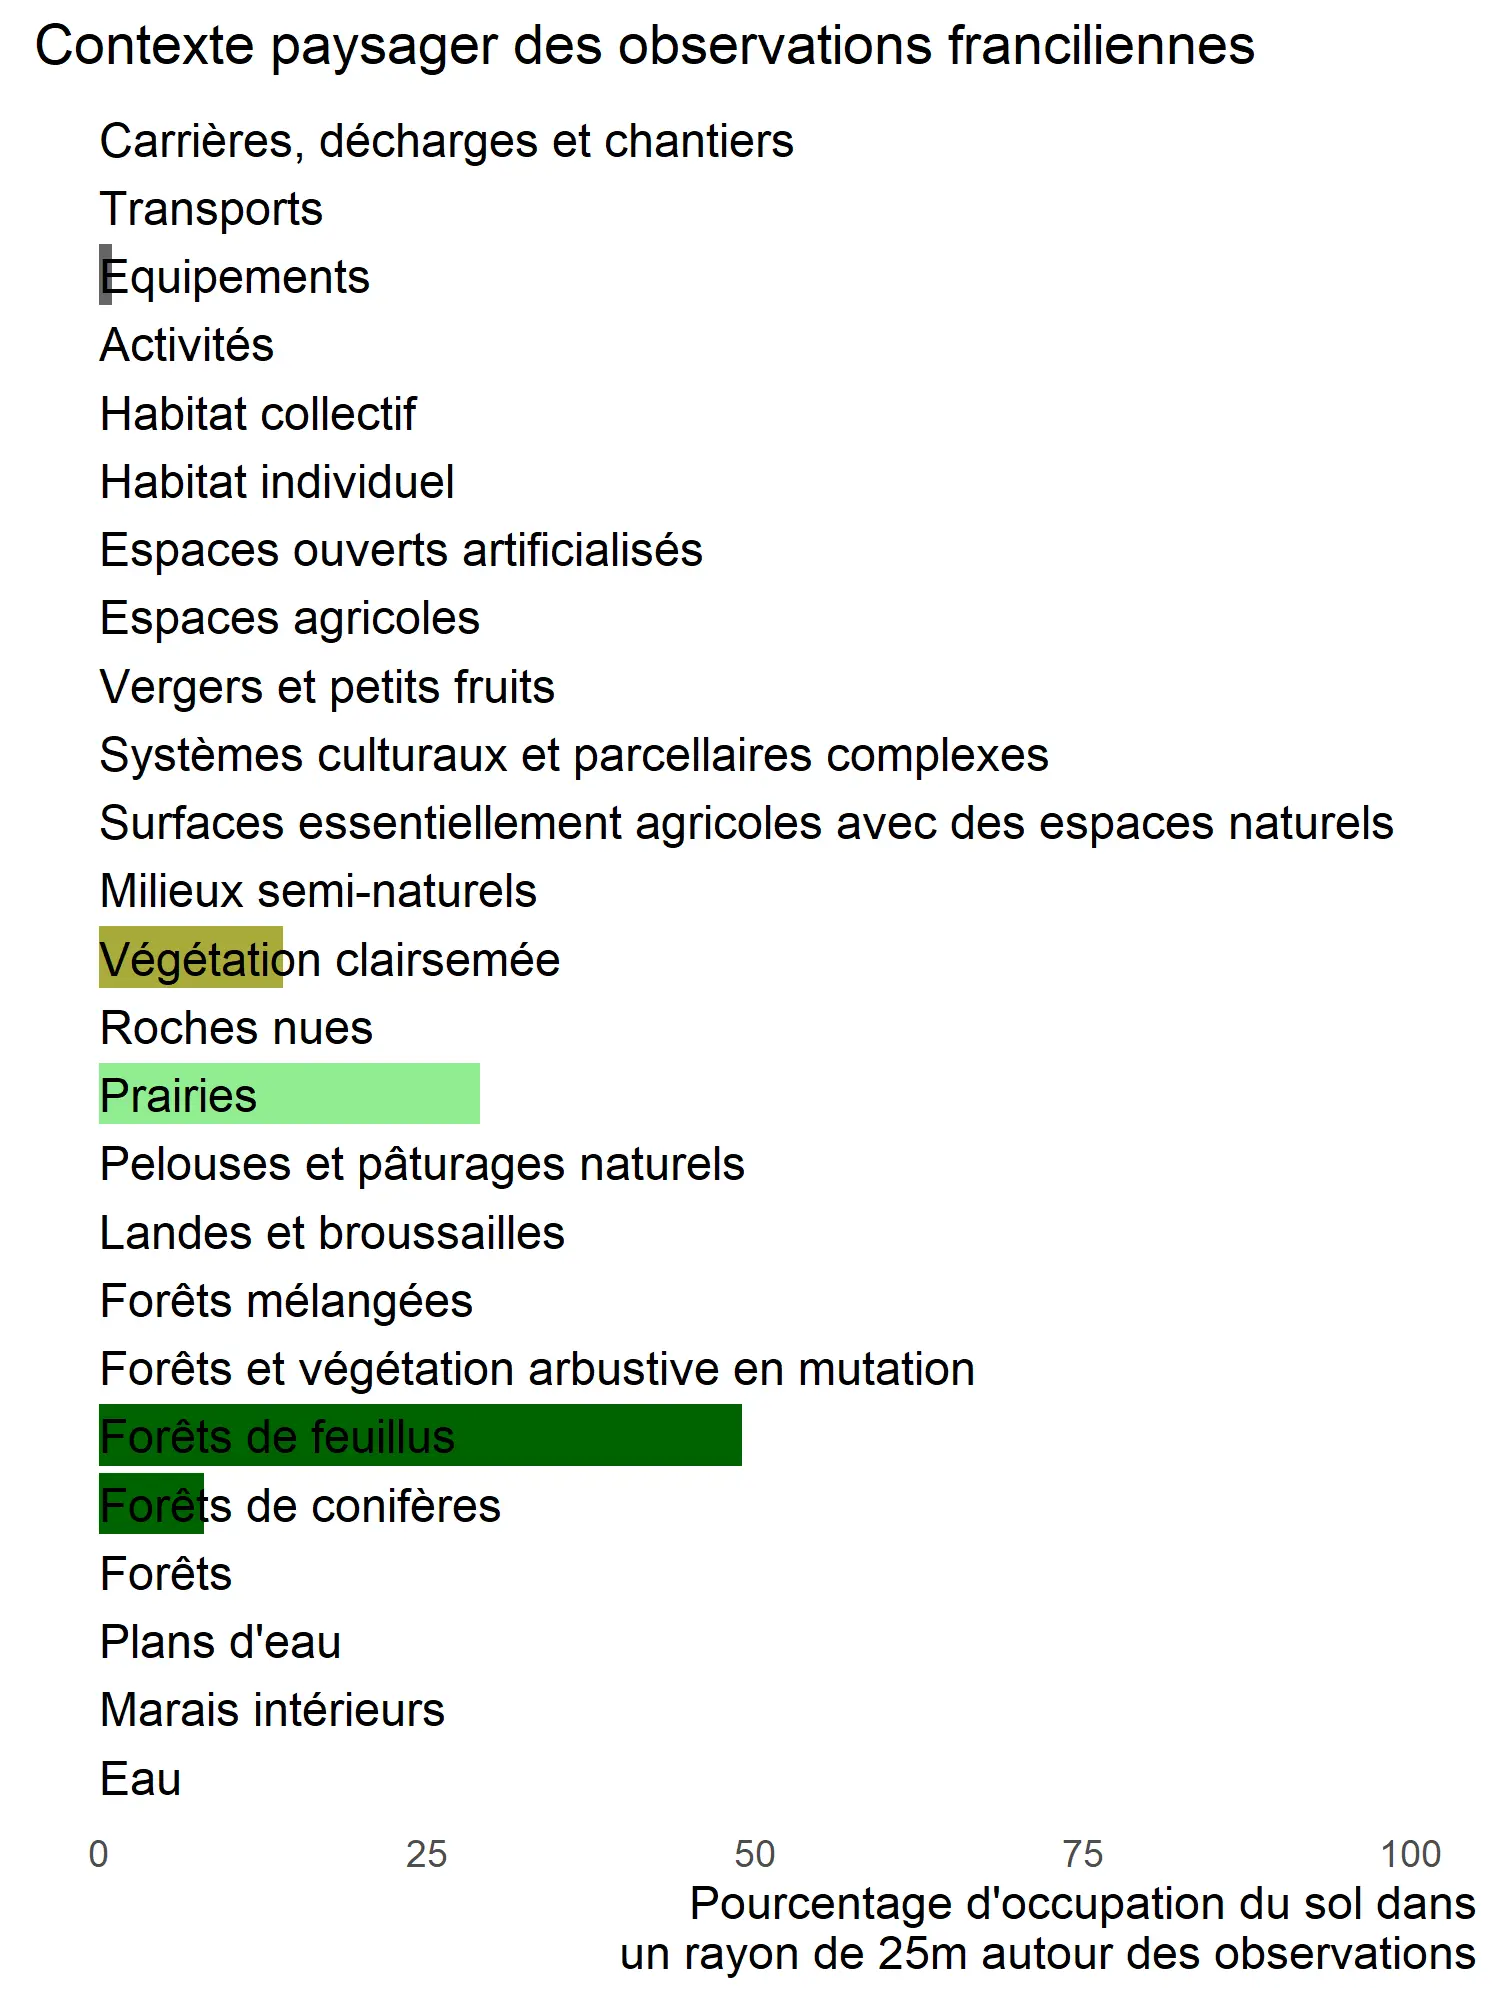 Contexte paysager des observations franciliennes
Carrières, décharges et chantiers
Transports
Equipements
Activités
Habitat collectif
Habitat individuel
Espaces ouverts artificialisés
Espaces agricoles
Vergers et petits fruits
Systèmes culturaux et parcellaires complexes
Surfaces essentiellement agricoles avec des espaces naturels
Milieux semi-naturels
Végétation clairsemée
Roches nues
Prairies
Pelouses et pâturages naturels
Landes et broussailles
Forêts mélangées
Forêts et végétation arbustive en mutation
Forêts de feuillus
Forêts de conifères
Forêts
Plans d'eau
Marais intérieurs
Eau
0 25 50 75 100
Pourcentage d'occupation du sol dans
un rayon de 25m autour des observations